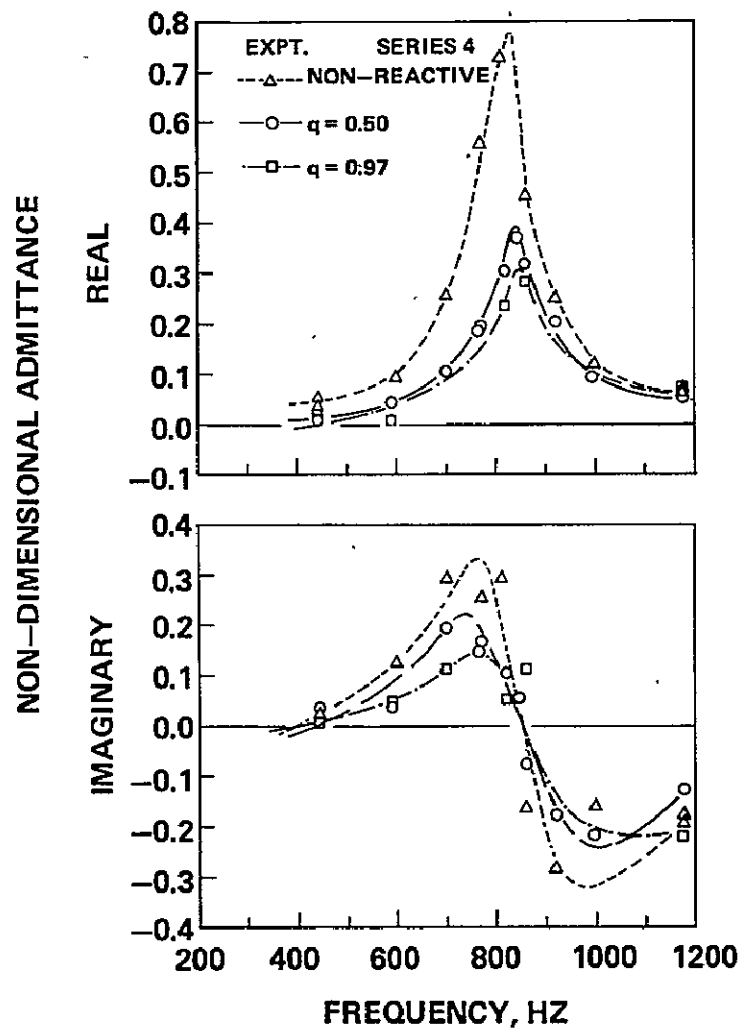 NON-DIMENSIONAL ADMITTANCE
REAL
0.8
0.7
0.6
0.5
0.4
0.3
0.2
0.1
0.0
-0.1
EXPT. SERIES 4
NON-REACTIVE
q = 0.50
q = 0.97
IMAGINARY
0.4
0.3
0.2
0.1
0.0
-0.1
-0.2
-0.3
-0.4
200 400 600 800 1000 1200
FREQUENCY, HZ